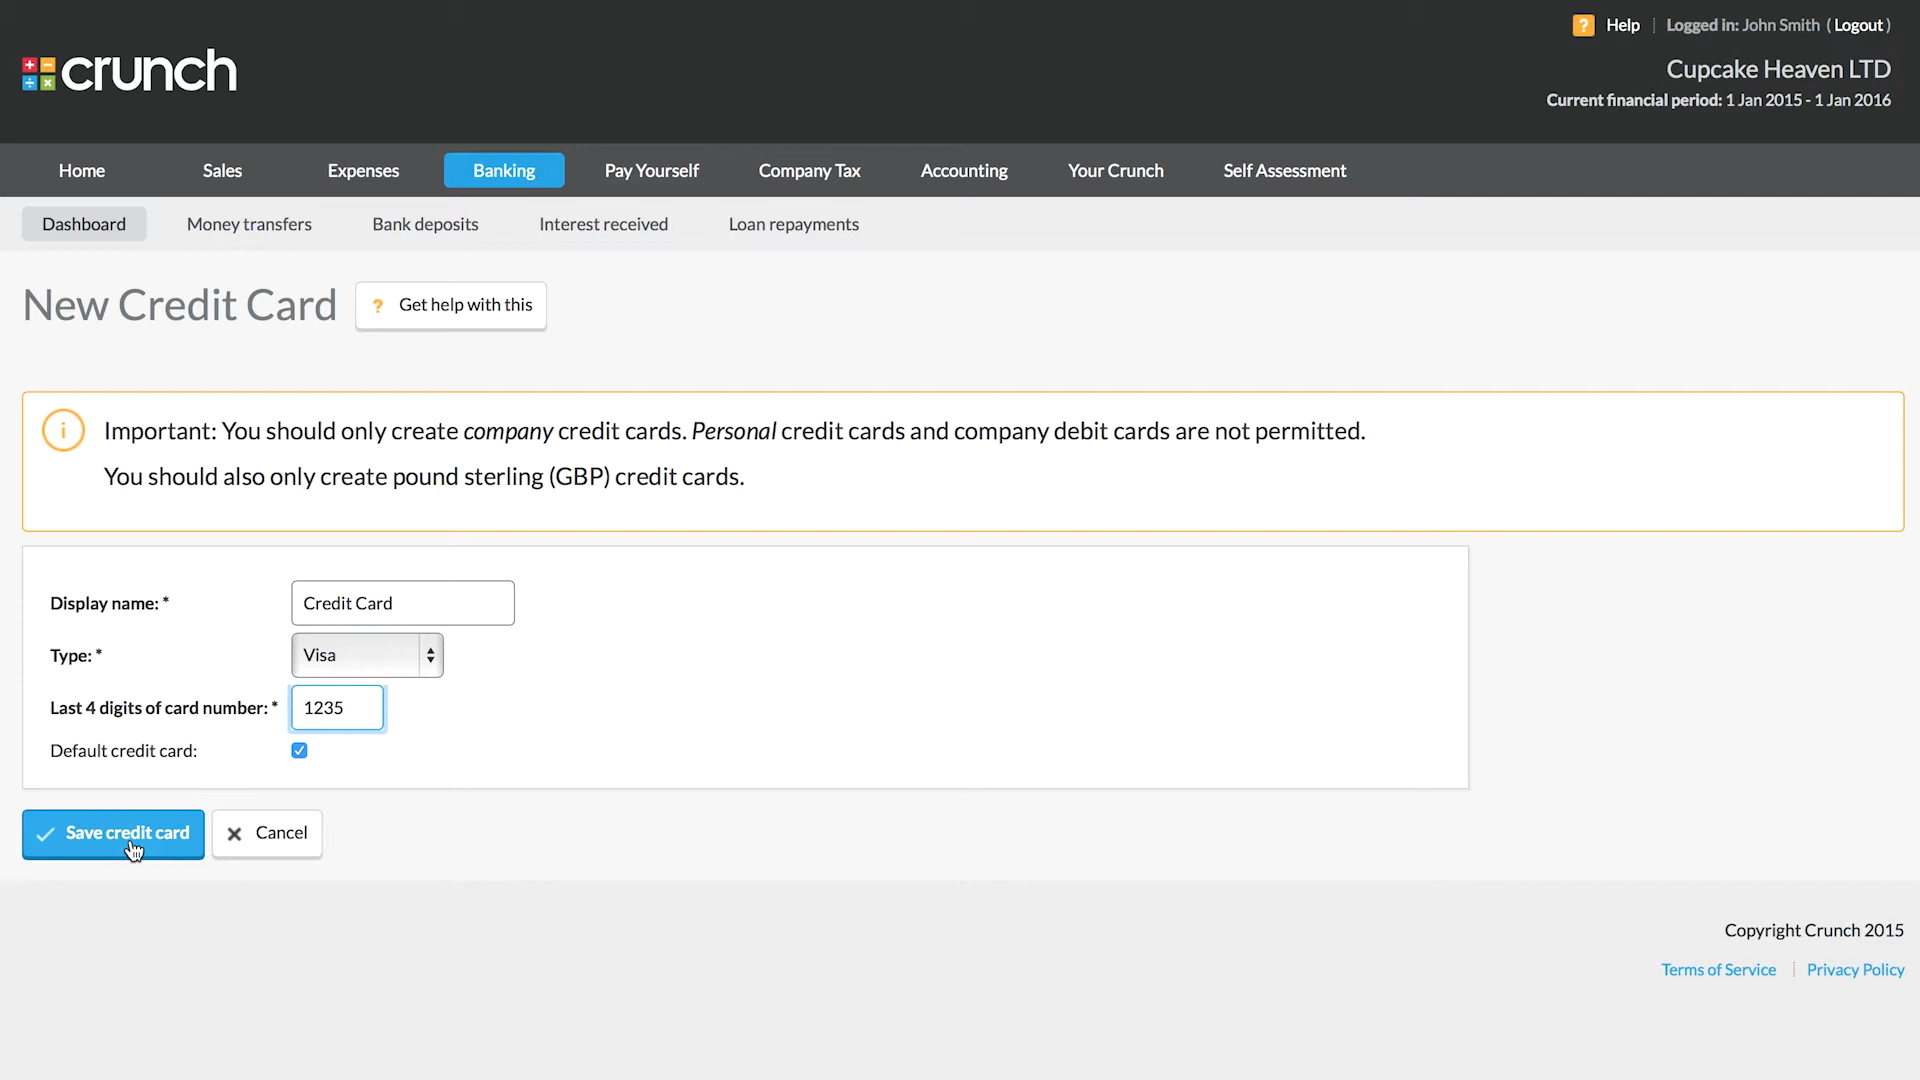 ? Help Logged in: John Smith ( Logout )
crunch
Cupcake Heaven LTD
Current financial period: 1 Jan 2015 - 1 Jan 2016
Home Sales Expenses Banking Pay Yourself Company Tax Accounting Your Crunch Self Assessment
Dashboard Money transfers Bank deposits Interest received Loan repayments
New Credit Card ? Get help with this
i Important: You should only create company credit cards. Personal credit cards and company debit cards are not permitted.
You should also only create pound sterling (GBP) credit cards.
Display name: * Credit Card
Type: * Visa
Last 4 digits of card number: * 1235
Default credit card:
Save credit card Cancel
Copyright Crunch 2015
Terms of Service Privacy Policy